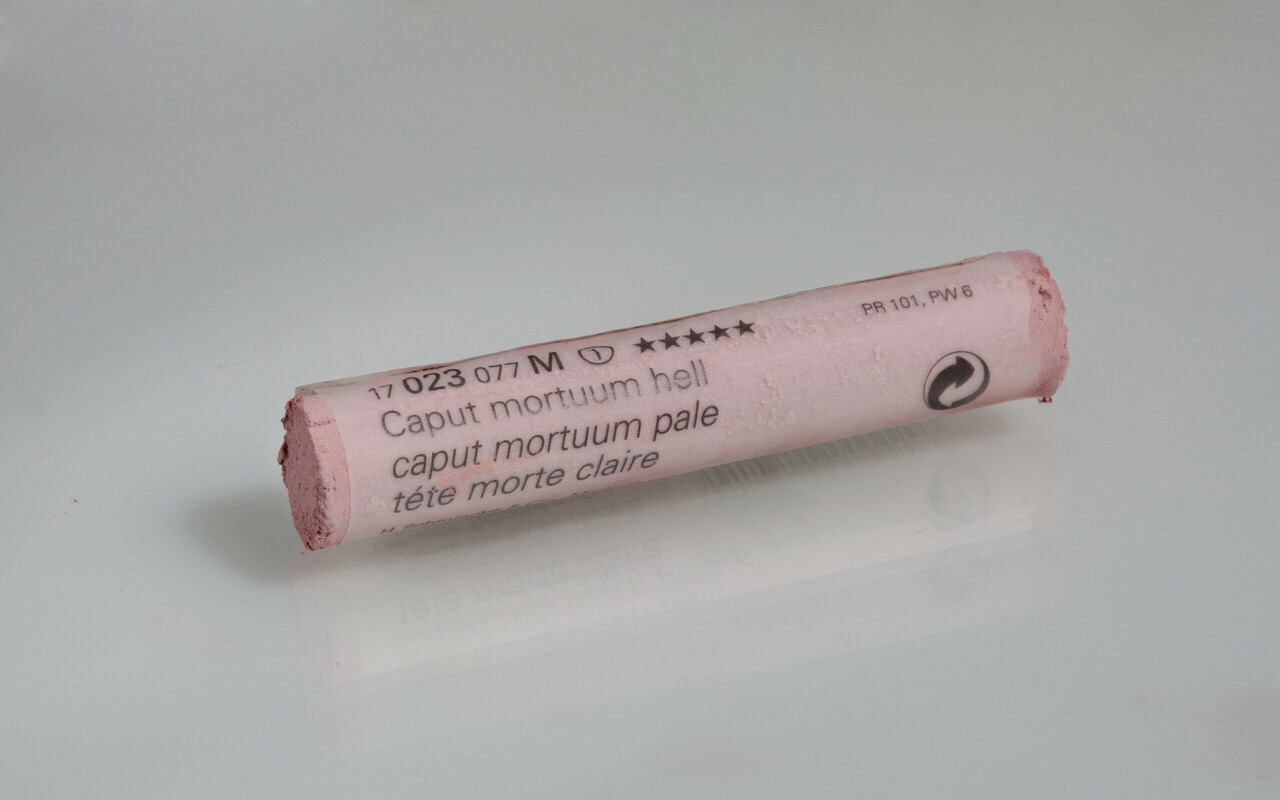 17 023 077 M 1 ★★★★★ PR 101, PW 6
Caput mortuum hell
caput mortuum pale
téte morte claire